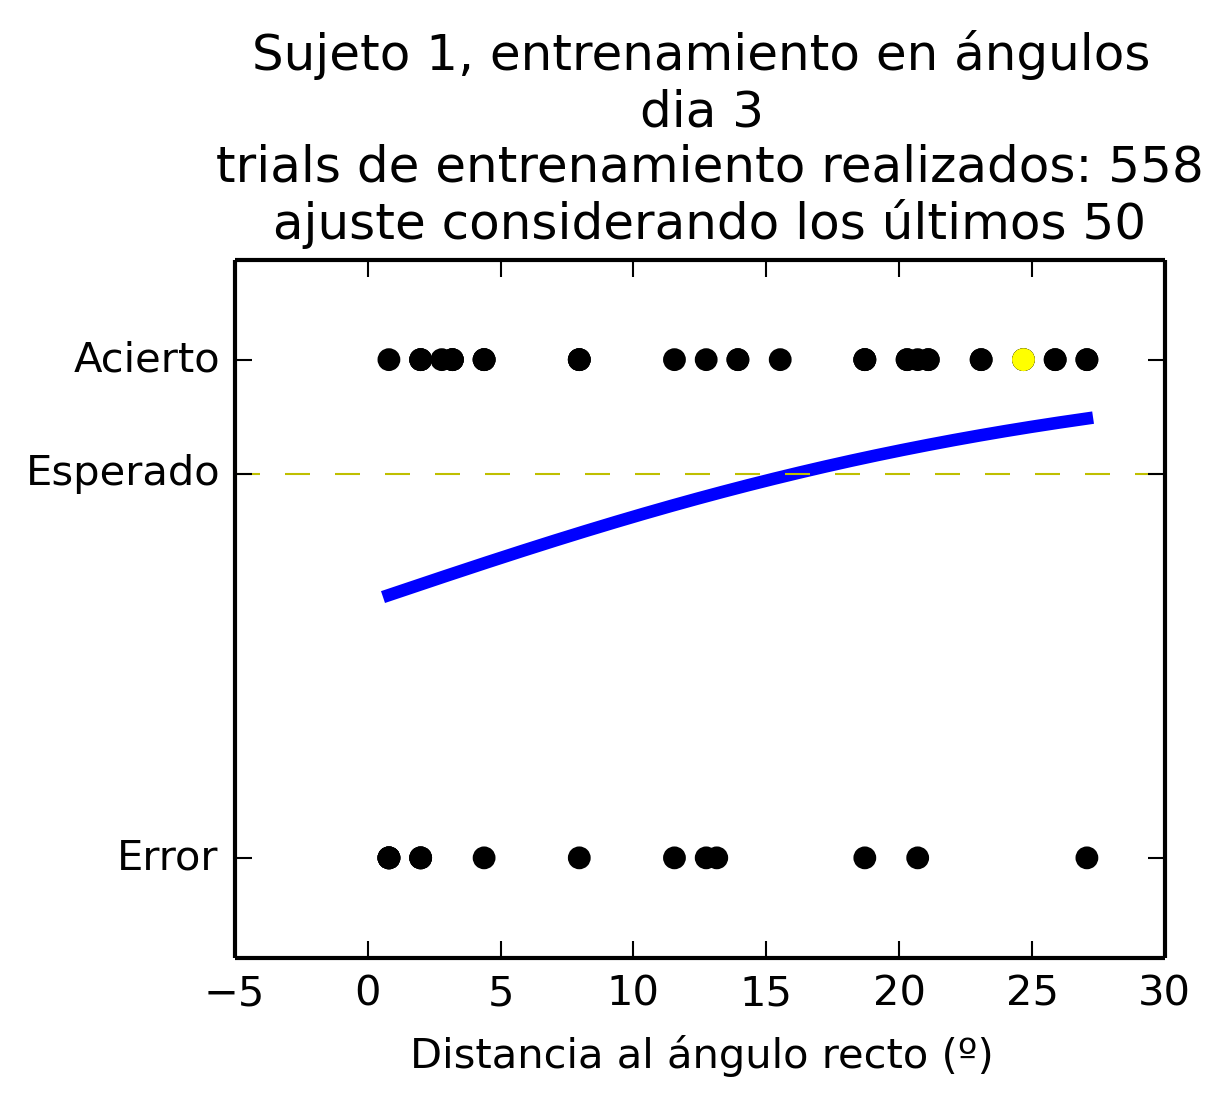 Sujeto 1, entrenamiento en ángulos
dia 3
trials de entrenamiento realizados: 558
ajuste considerando los últimos 50
Acierto
Esperado
Error
−5 0 5 10 15 20 25 30
Distancia al ángulo recto (º)